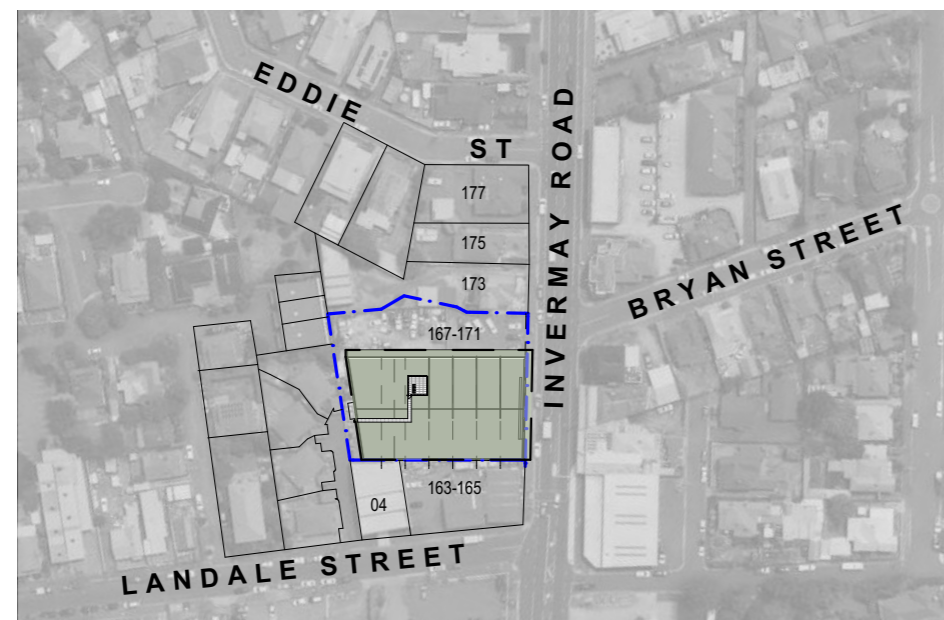 EDDIE ST
INVERMAY ROAD
177
175
173
BRYAN STREET
167-171
163-165
04
LANDALE STREET